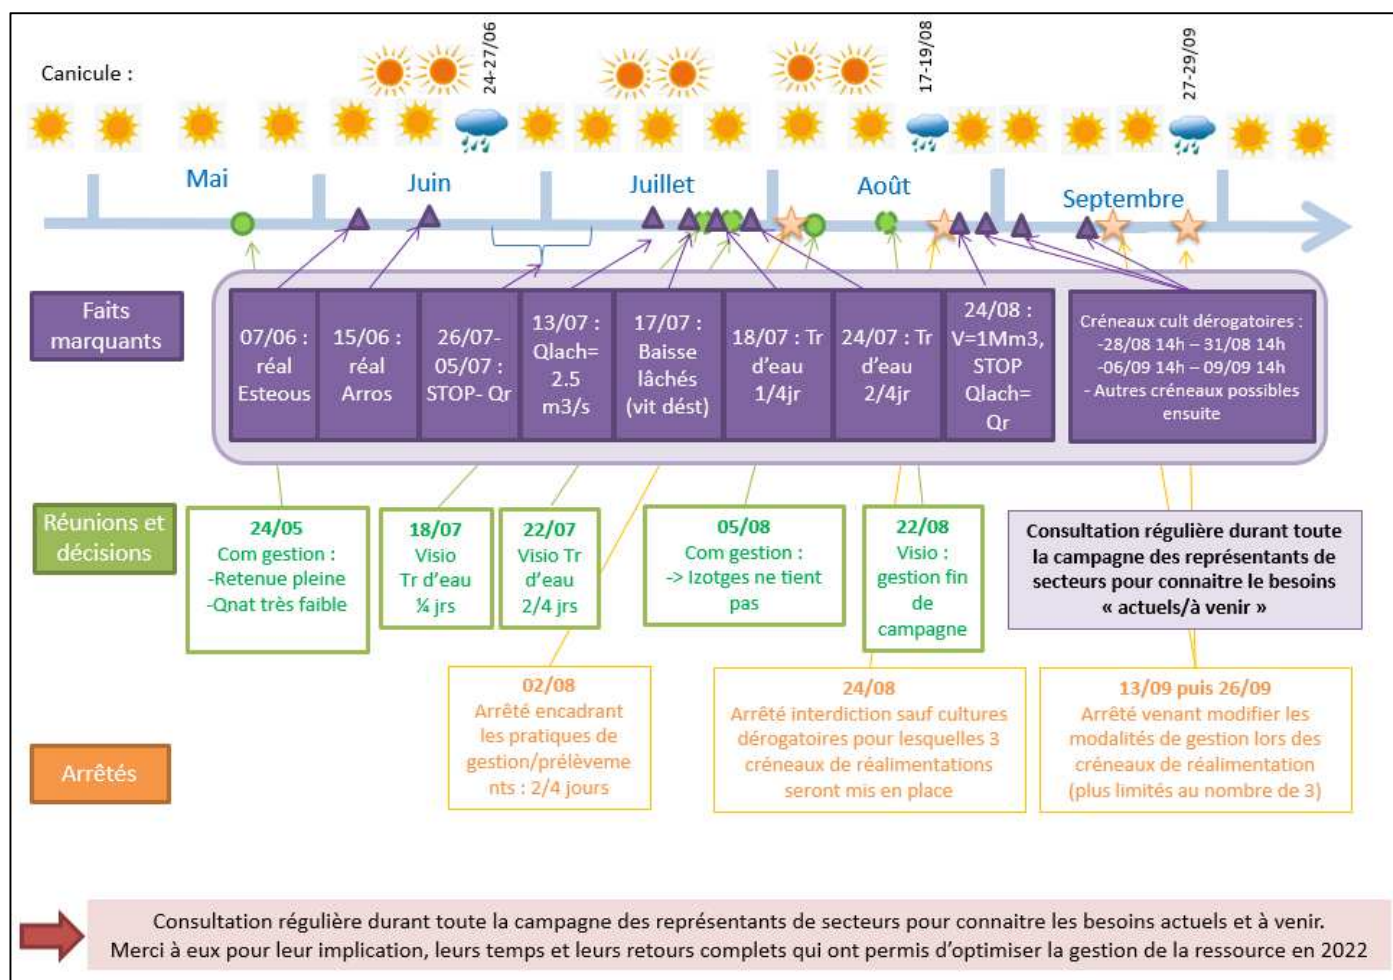 24-27/06
17-19/08
27-29/09
Canicule :
Mai
Juin
Juillet
Août
Septembre
Faits
marquants
07/06 :
réal
Esteous
15/06 :
réal
Arros
26/07-
05/07 :
STOP- Qr
13/07 :
Qlach=
2.5
m3/s
17/07 :
Baisse
lâchés
(vit dést)
18/07 : Tr
d’eau
1/4jr
24/07 : Tr
d’eau
2/4jr
24/08 :
V=1Mm3,
STOP
Qlach=
Qr
Créneaux cult dérogatoires :
-28/08 14h – 31/08 14h
-06/09 14h – 09/09 14h
- Autres créneaux possibles
ensuite
Réunions et
décisions
24/05
Com gestion :
-Retenue pleine
-Qnat très faible
18/07
Visio
Tr d’eau
¼ jrs
22/07
Visio Tr
d’eau
2/4 jrs
05/08
Com gestion :
-> Izotges ne tient
pas
22/08
Visio :
gestion fin
de
campagne
Consultation régulière durant toute
la campagne des représentants de
secteurs pour connaitre le besoins
« actuels/à venir »
Arrêtés
02/08
Arrêté encadrant
les pratiques de
gestion/prélèveme
nts : 2/4 jours
24/08
Arrêté interdiction sauf cultures
dérogatoires pour lesquelles 3
créneaux de réalimentations
seront mis en place
13/09 puis 26/09
Arrêté venant modifier les
modalités de gestion lors des
créneaux de réalimentation
(plus limités au nombre de 3)
Consultation régulière durant toute la campagne des représentants de secteurs pour connaitre les besoins actuels et à venir.
Merci à eux pour leur implication, leurs temps et leurs retours complets qui ont permis d’optimiser la gestion de la ressource en 2022